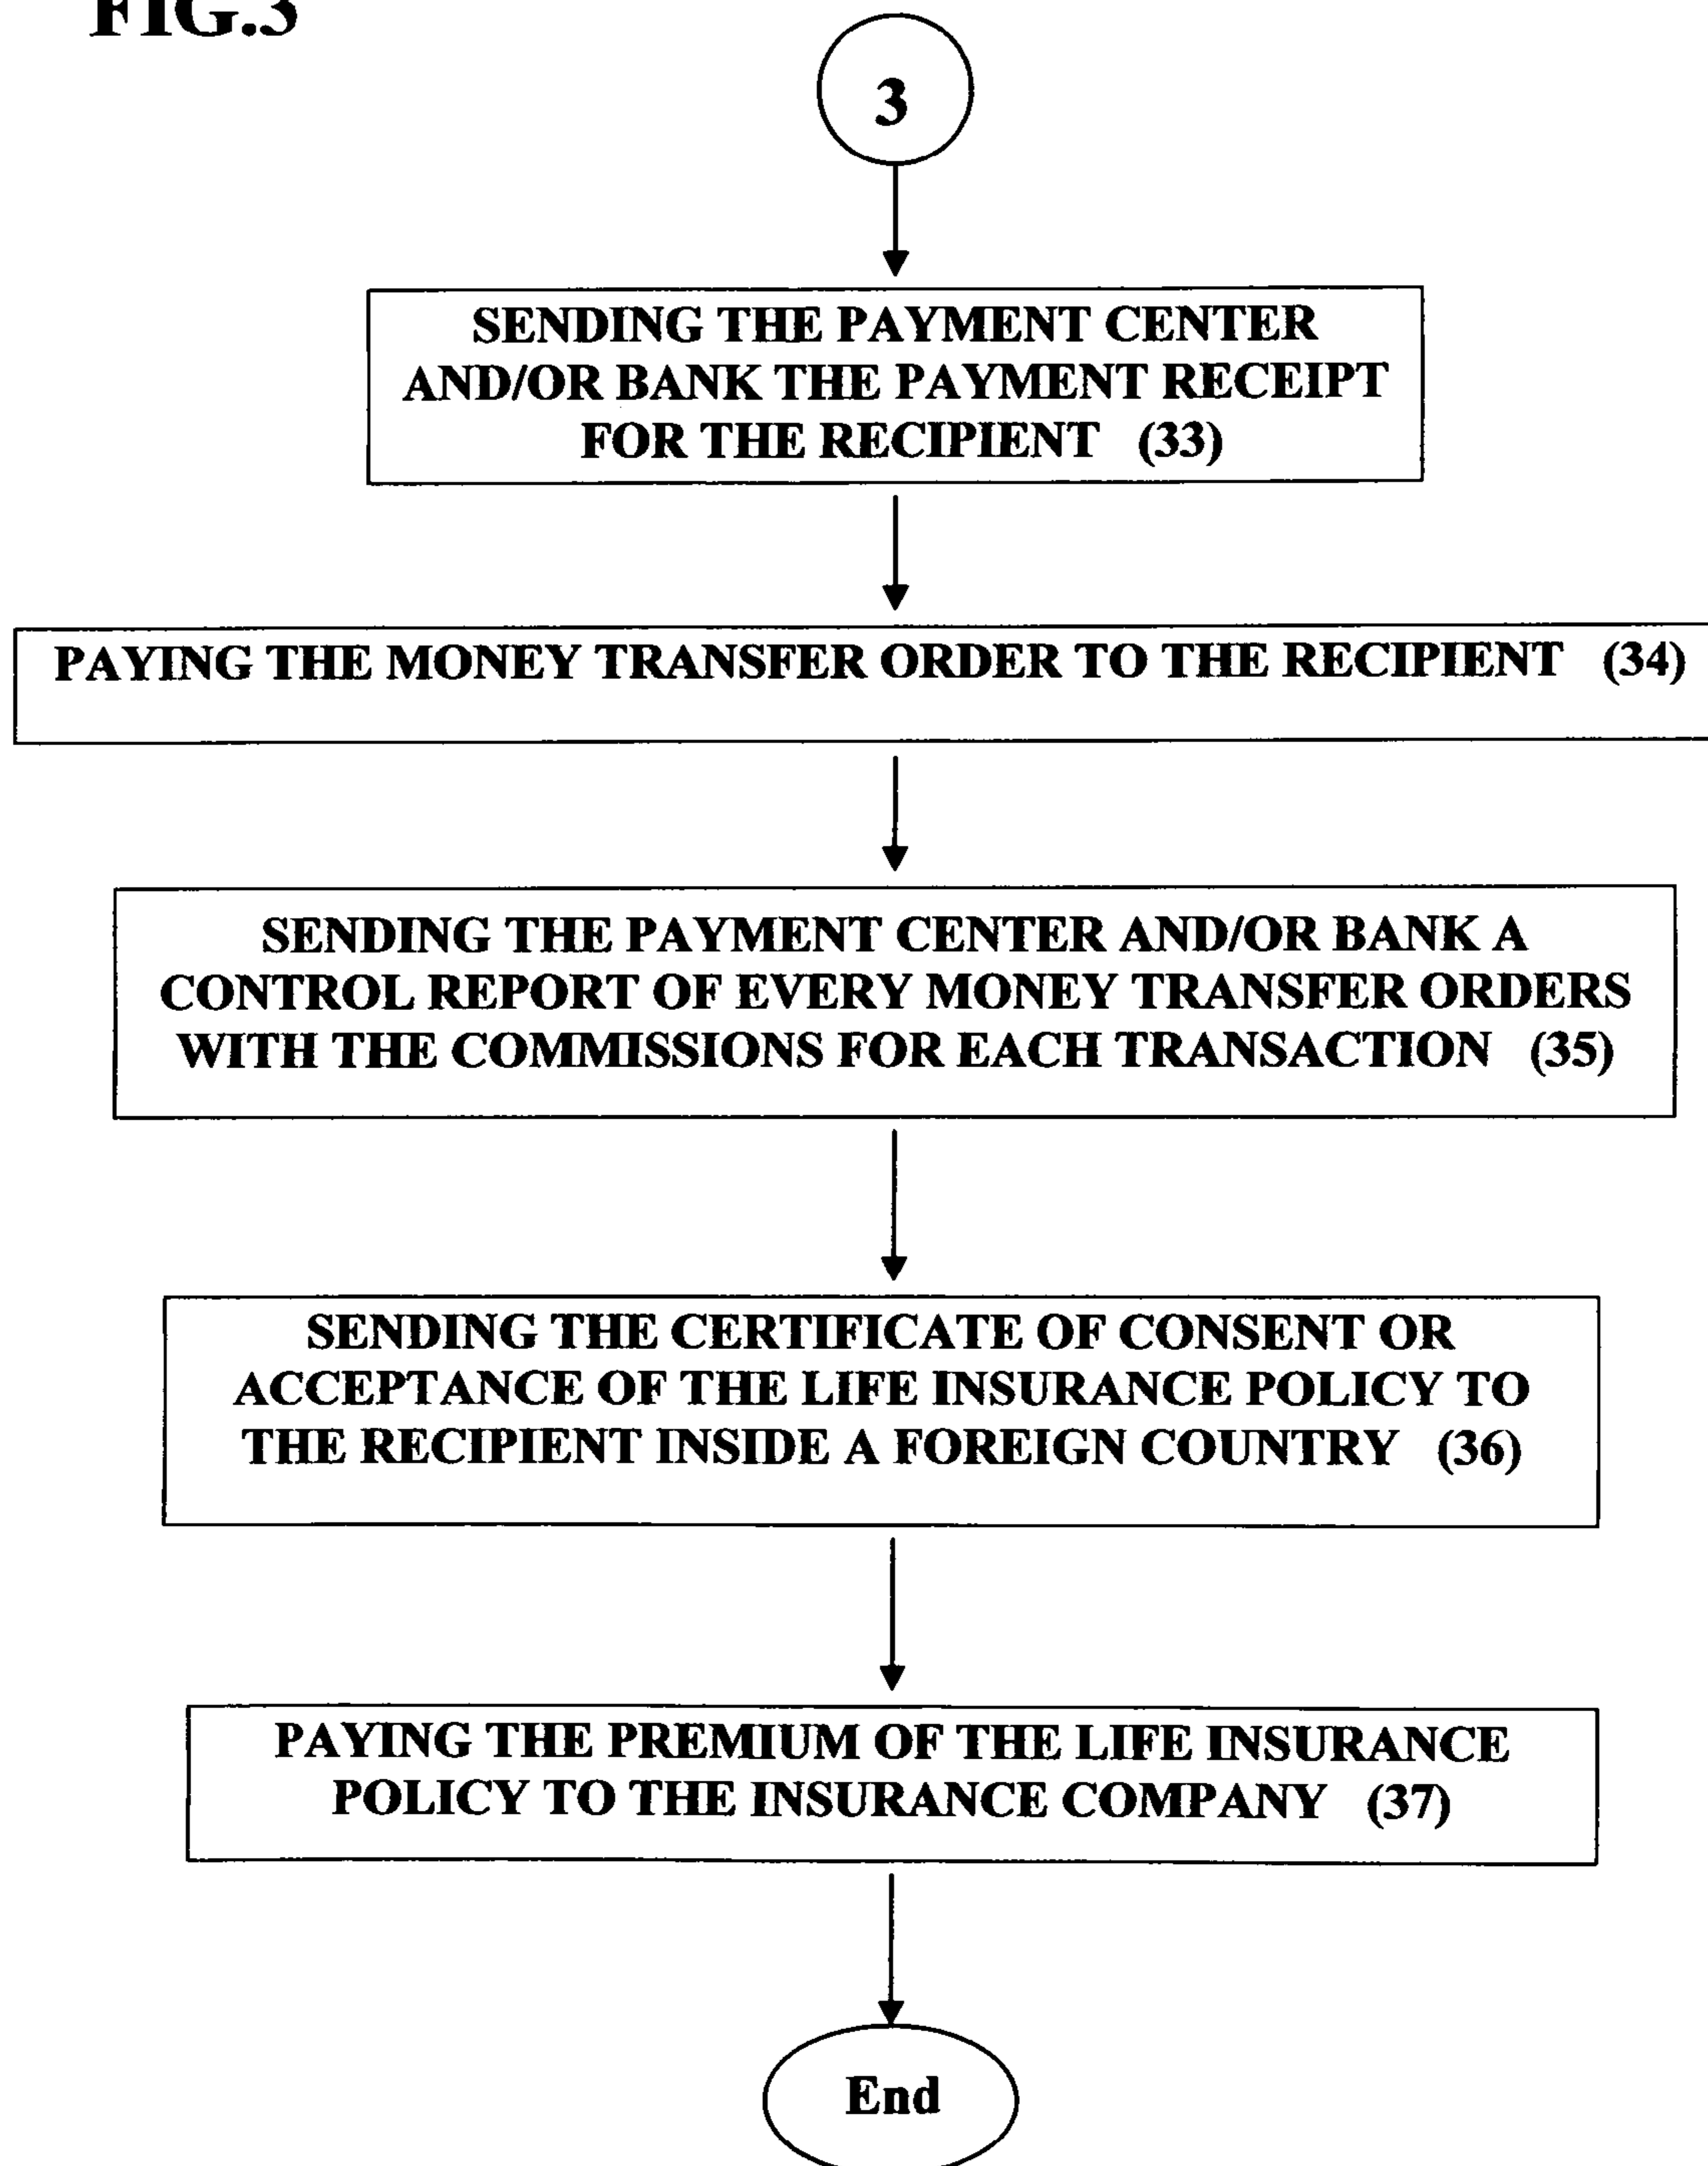 FIG.3
3
SENDING THE PAYMENT CENTER
AND/OR BANK THE PAYMENT RECEIPT
FOR THE RECIPIENT (33)
PAYING THE MONEY TRANSFER ORDER TO THE RECIPIENT (34)
SENDING THE PAYMENT CENTER AND/OR BANK A
CONTROL REPORT OF EVERY MONEY TRANSFER ORDERS
WITH THE COMMISSIONS FOR EACH TRANSACTION (35)
SENDING THE CERTIFICATE OF CONSENT OR
ACCEPTANCE OF THE LIFE INSURANCE POLICY TO
THE RECIPIENT INSIDE A FOREIGN COUNTRY (36)
PAYING THE PREMIUM OF THE LIFE INSURANCE
POLICY TO THE INSURANCE COMPANY (37)
End